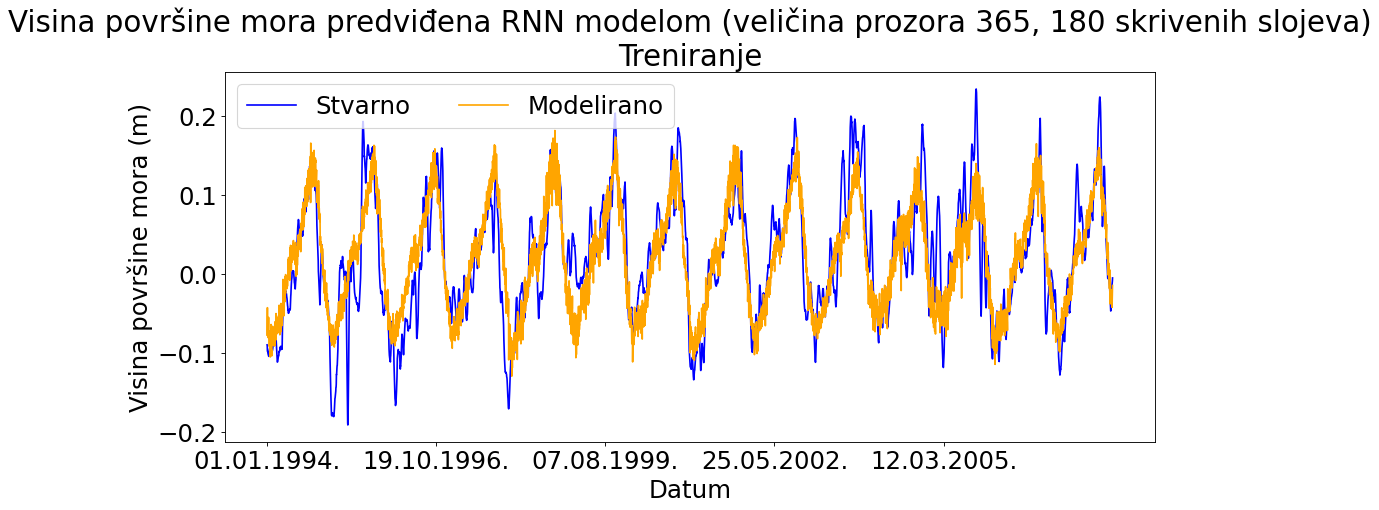 Visina površine mora predviđena RNN modelom (veličina prozora 365, 180 skrivenih slojeva)
Treniranje
Stvarno Modelirano
Visina površine mora (m)
0.2
0.1
0.0
−0.1
−0.2
01.01.1994. 19.10.1996. 07.08.1999. 25.05.2002. 12.03.2005.
Datum